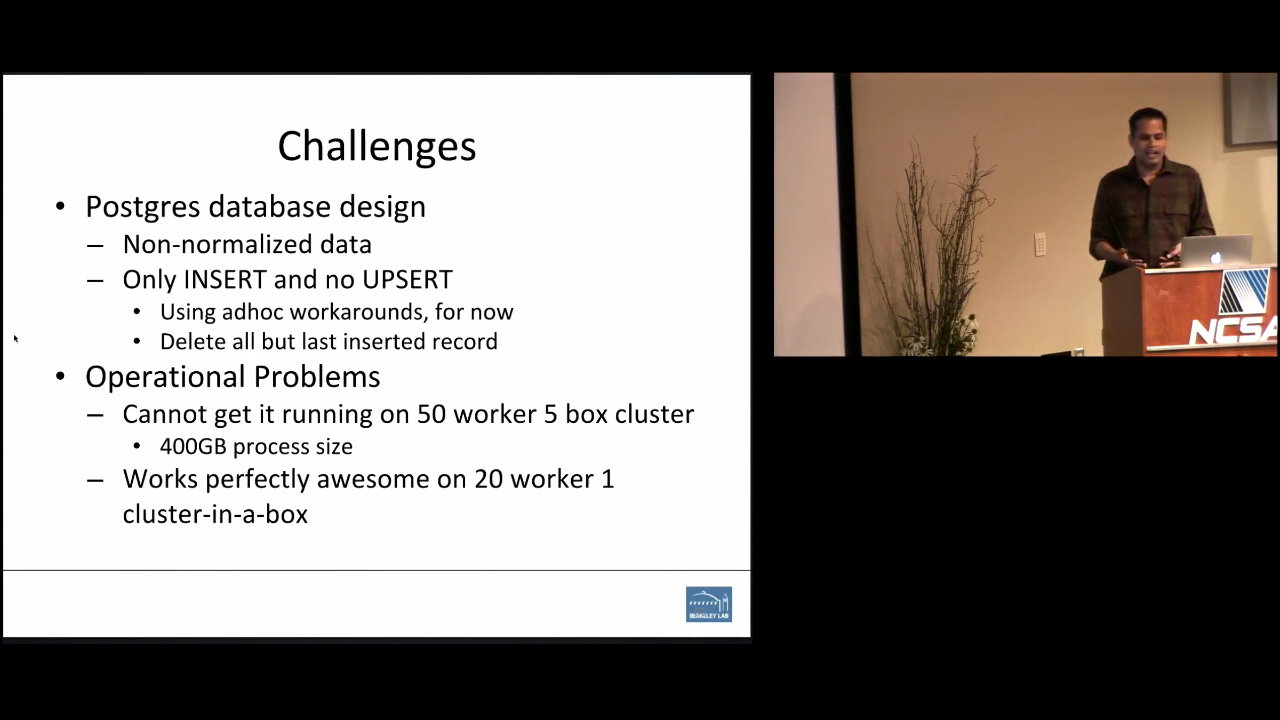 Challenges
• Postgres database design
– Non-normalized data
– Only INSERT and no UPSERT
• Using adhoc workarounds, for now
• Delete all but last inserted record
• Operational Problems
– Cannot get it running on 50 worker 5 box cluster
• 400GB process size
– Works perfectly awesome on 20 worker 1
cluster-in-a-box
BERKELEY LAB
NCSA